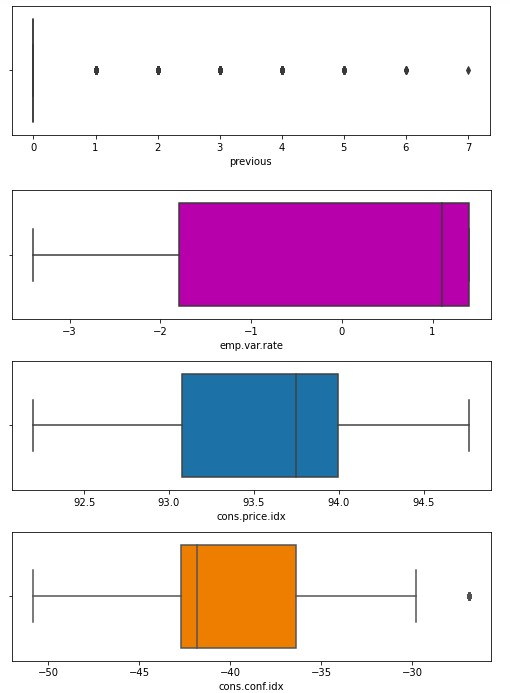 0 1 2 3 4 5 6 7
previous
−3 −2 −1 0 1
emp.var.rate
92.5 93.0 93.5 94.0 94.5
cons.price.idx
−50 −45 −40 −35 −30
cons.conf.idx